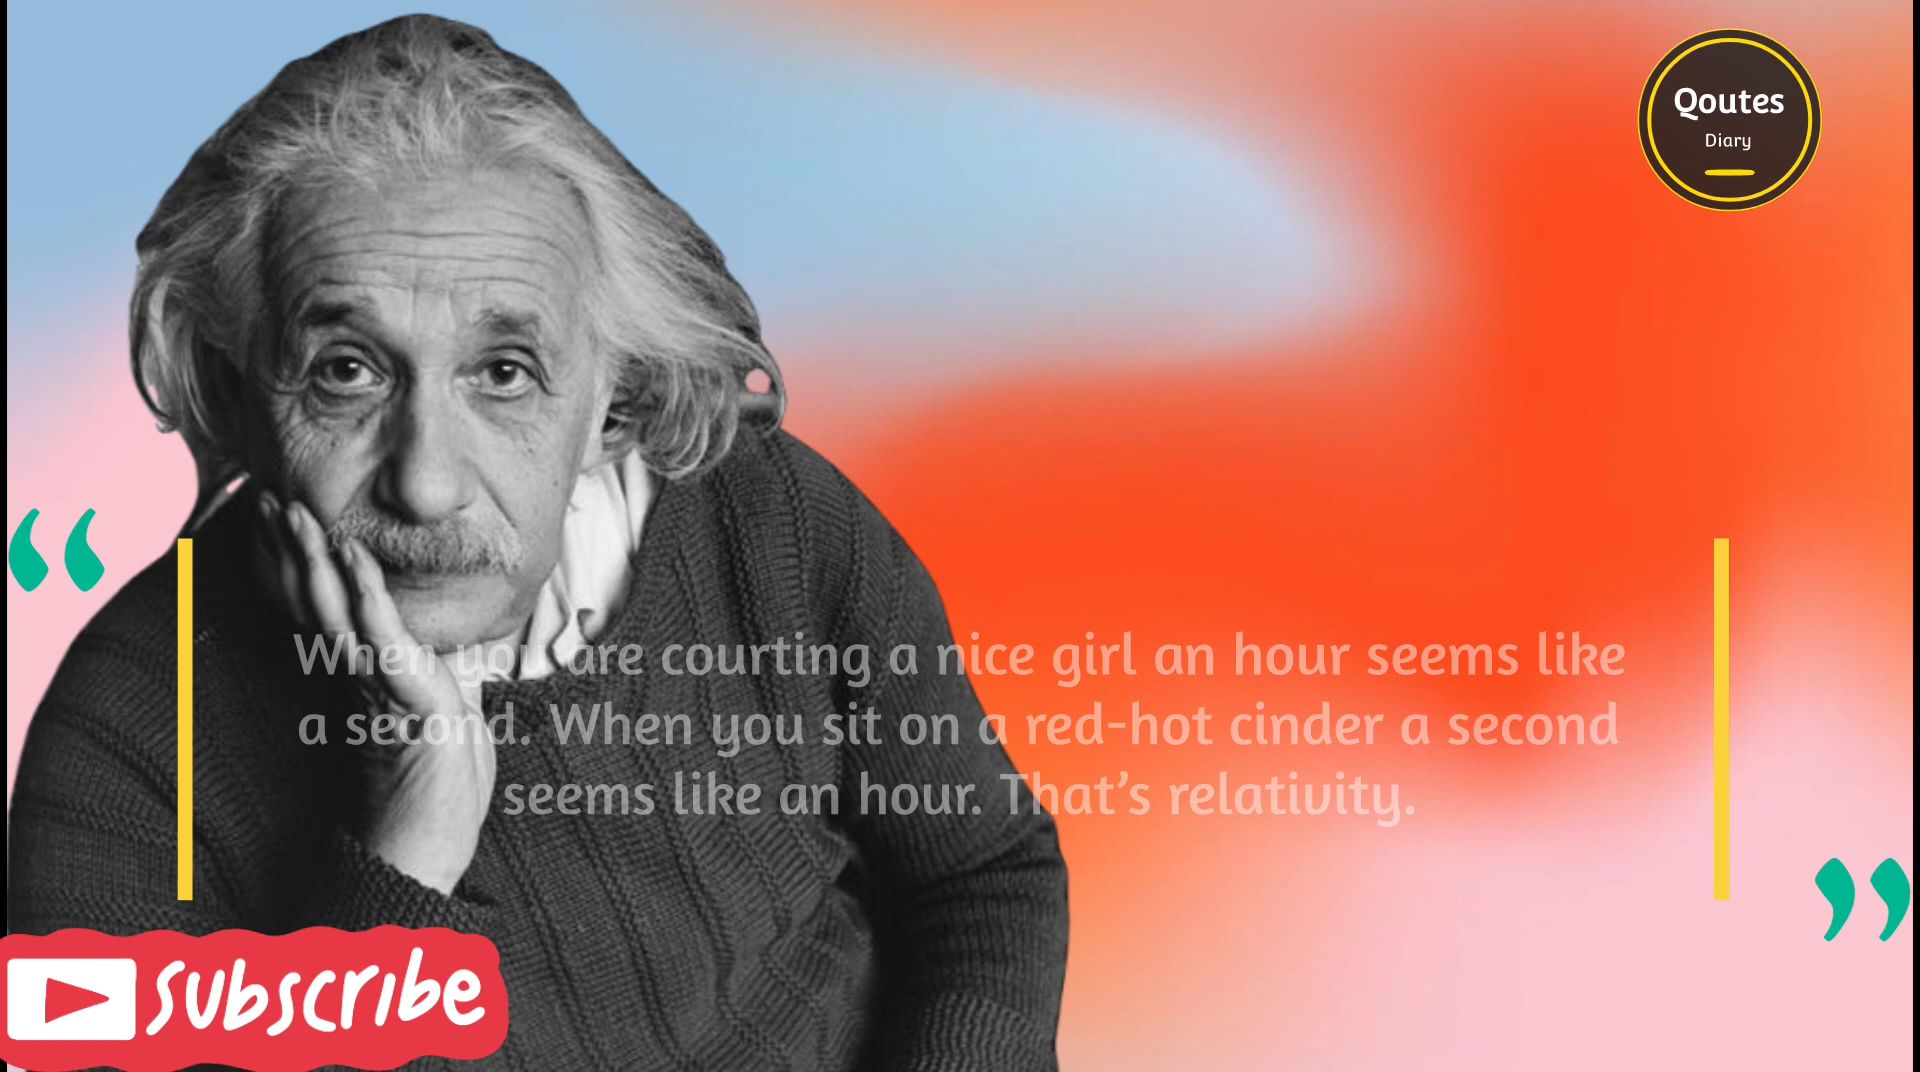 Qoutes
Diary
“
When you are courting a nice girl an hour seems like
a second. When you sit on a red-hot cinder a second
seems like an hour. That’s relativity.
”
Subscribe